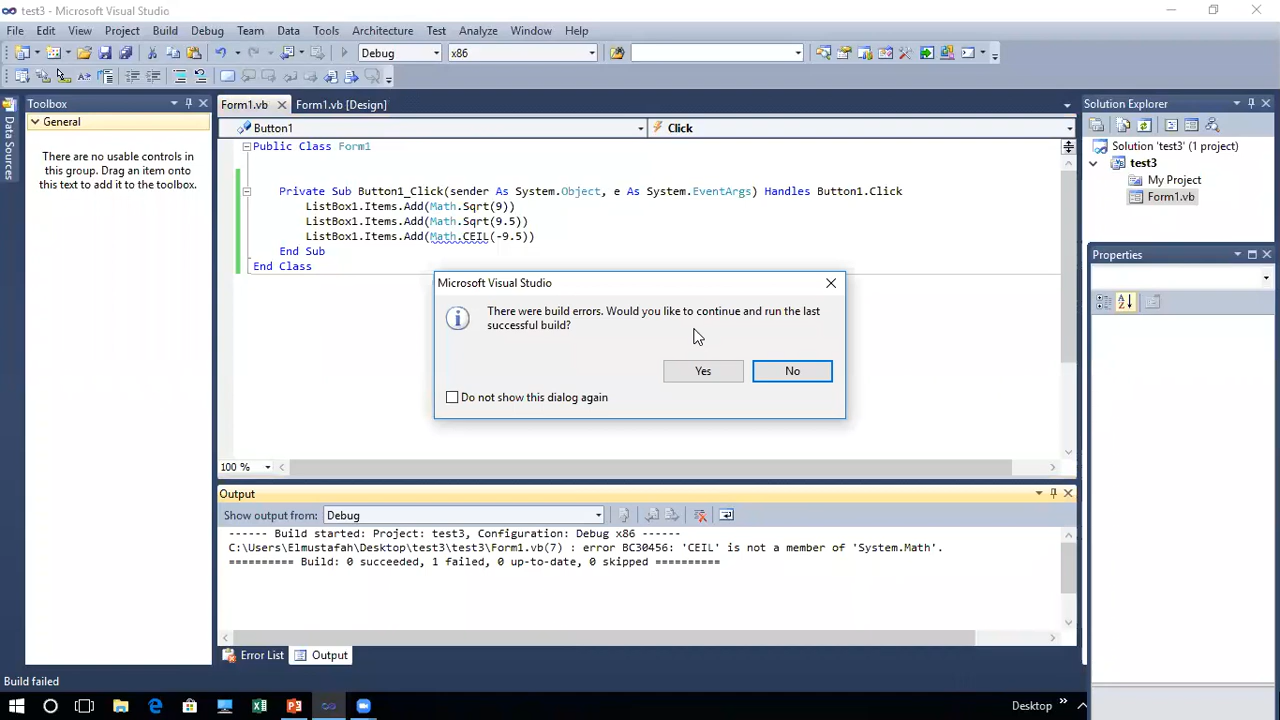 test3 - Microsoft Visual Studio
File Edit View Project Build Debug Team Data Tools Architecture Test Analyze Window Help
Debug x86
Toolbox
General
There are no usable controls in this group. Drag an item onto this text to add it to the toolbox.
Data Sources
Form1.vb Form1.vb [Design]
Button1 Click
Public Class Form1
Private Sub Button1_Click(sender As System.Object, e As System.EventArgs) Handles Button1.Click
ListBox1.Items.Add(Math.Sqrt(9))
ListBox1.Items.Add(Math.Sqrt(9.5))
ListBox1.Items.Add(Math.CEIL(-9.5))
End Sub
End Class
Microsoft Visual Studio
There were build errors. Would you like to continue and run the last
successful build?
Yes No
Do not show this dialog again
100 %
Output
Show output from: Debug
------ Build started: Project: test3, Configuration: Debug x86 ------
C:\Users\Elmustafah\Desktop\test3\test3\Form1.vb(7) : error BC30456: 'CEIL' is not a member of 'System.Math'.
========== Build: 0 succeeded, 1 failed, 0 up-to-date, 0 skipped ==========
Error List Output
Solution Explorer
Solution 'test3' (1 project)
test3
My Project
Form1.vb
Properties
Build failed
Desktop